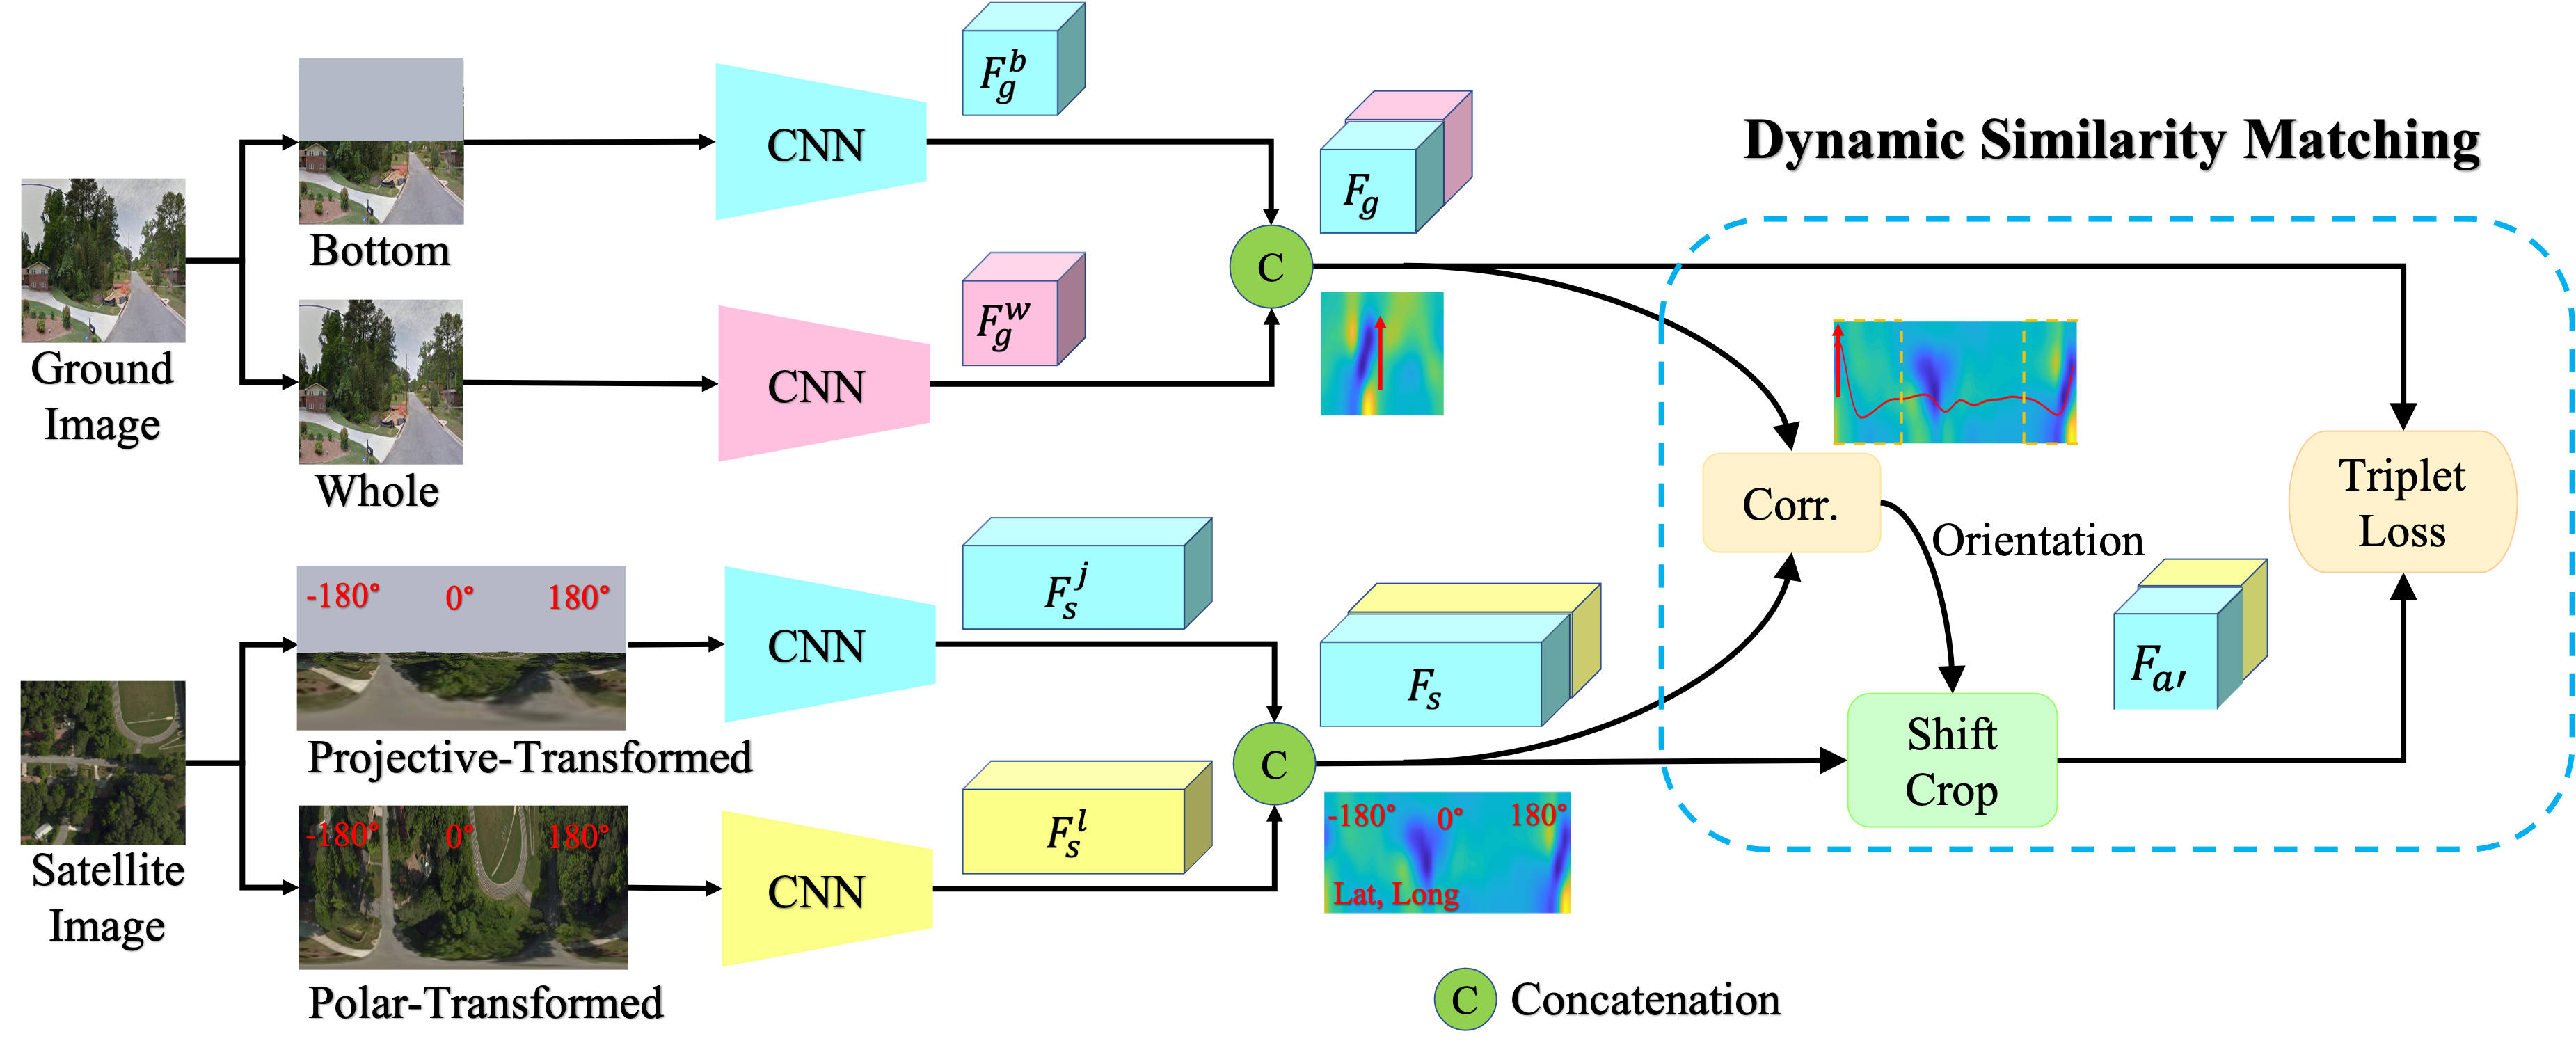 Dynamic Similarity Matching
Ground
Image
Bottom
Whole
CNN
CNN
F_g^b
F_g^w
C
F_g
Satellite
Image
-180° 0° 180°
Projective-Transformed
-180° 0° 180°
Polar-Transformed
CNN
CNN
F_s^j
F_s^l
C
F_s
-180° 0° 180°
Lat, Long
Corr.
Orientation
Shift
Crop
F_{a'}
Triplet
Loss
C Concatenation